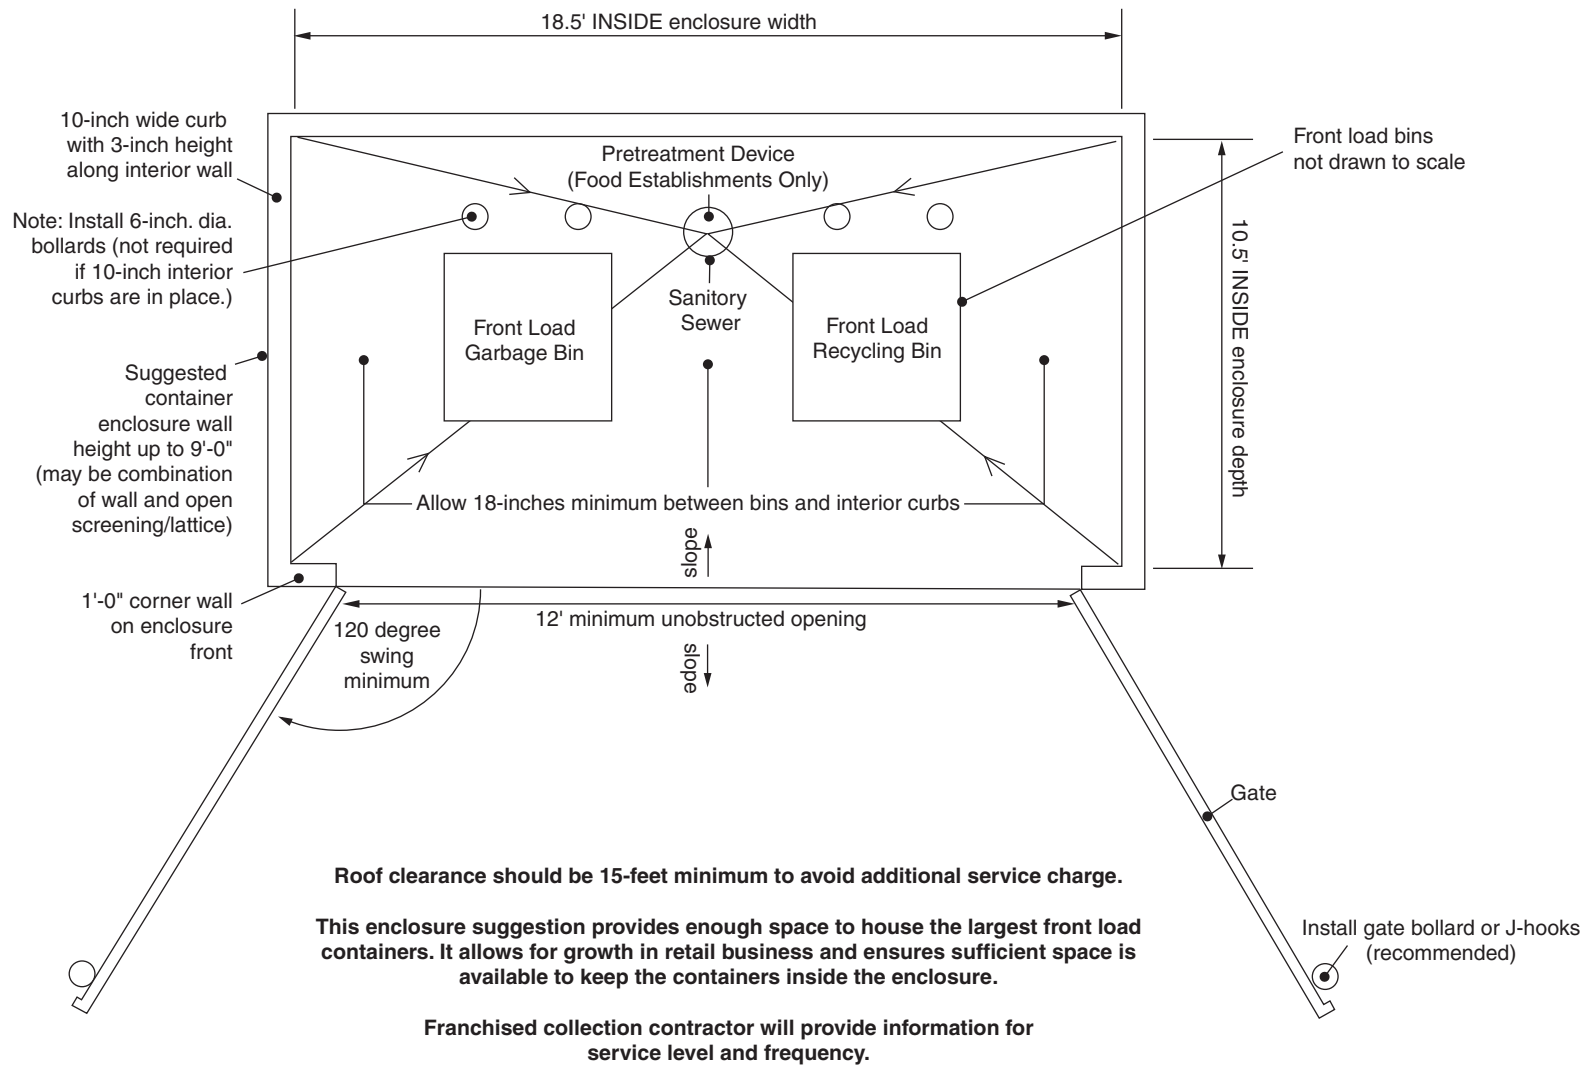 18.5' INSIDE enclosure width
10-inch wide curb
with 3-inch height
along interior wall
Note: Install 6-inch. dia.
bollards (not required
if 10-inch interior
curbs are in place.)
Suggested
container
enclosure wall
height up to 9'-0"
(may be combination
of wall and open
screening/lattice)
1'-0" corner wall
on enclosure
front
Pretreatment Device
(Food Establishments Only)
Sanitory
Sewer
Front Load
Garbage Bin
Front Load
Recycling Bin
Front load bins
not drawn to scale
10.5' INSIDE enclosure depth
Allow 18-inches minimum between bins and interior curbs
slope
12' minimum unobstructed opening
slope
120 degree
swing
minimum
Gate
Install gate bollard or J-hooks
(recommended)
Roof clearance should be 15-feet minimum to avoid additional service charge.
This enclosure suggestion provides enough space to house the largest front load
containers. It allows for growth in retail business and ensures sufficient space is
available to keep the containers inside the enclosure.
Franchised collection contractor will provide information for
service level and frequency.